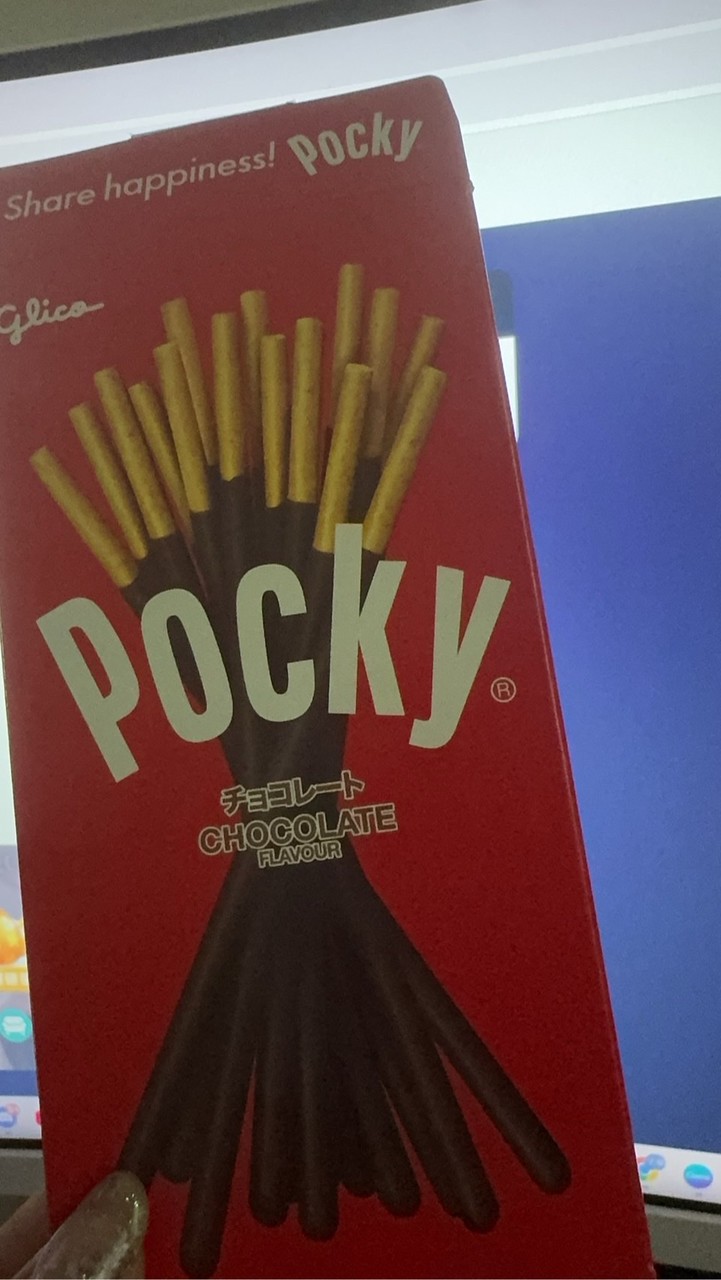 Share happiness! Pocky
Glico
Pocky®
チョコレート
CHOCOLATE
FLAVOUR